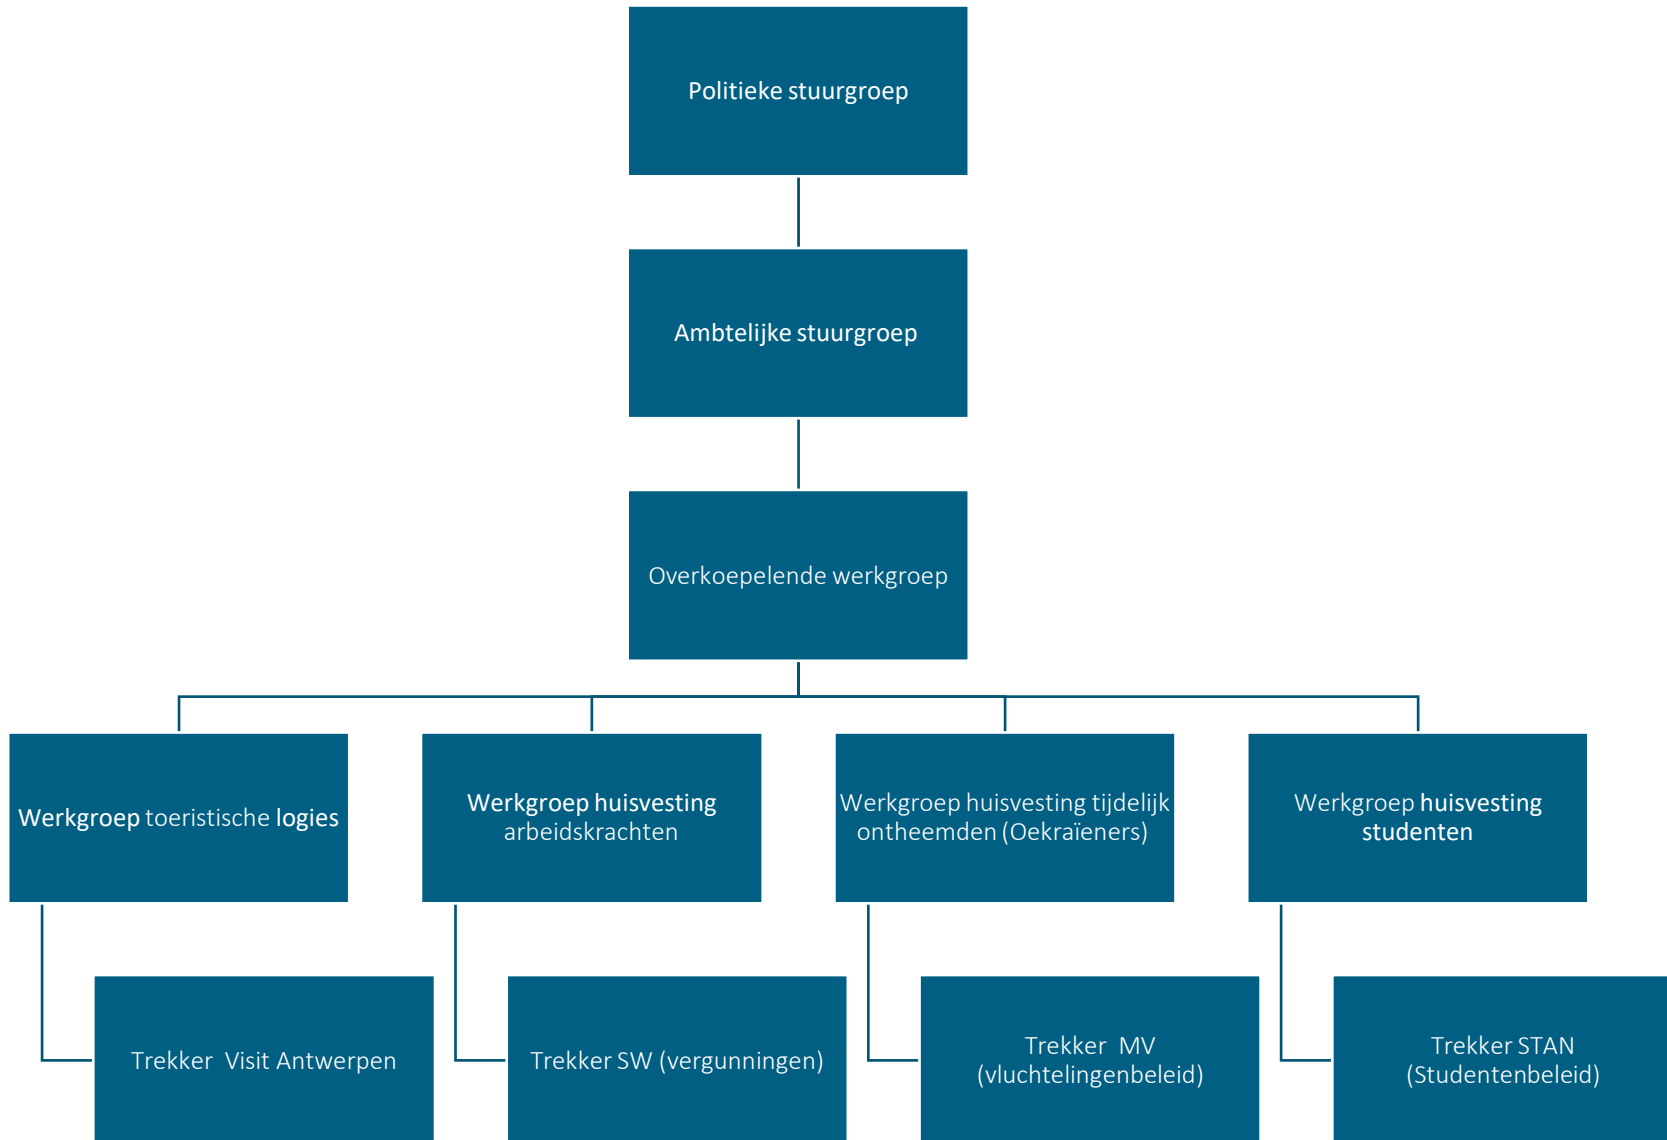 Politieke stuurgroep
Ambtelijke stuurgroep
Overkoepelende werkgroep
Werkgroep toeristische logies
Werkgroep huisvesting
arbeidskrachten
Werkgroep huisvesting tijdelijk
ontheemden (Oekraïeners)
Werkgroep huisvesting
studenten
Trekker Visit Antwerpen
Trekker SW (vergunningen)
Trekker MV
(vluchtelingenbeleid)
Trekker STAN
(Studentenbeleid)